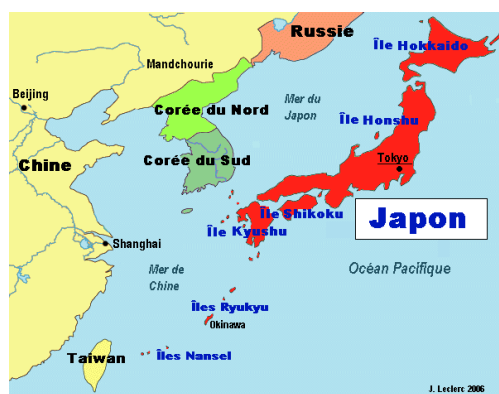 Russie
Île Hokkaido
Mandchourie
Beijing
Mer du
Japon
Corée du Nord
Île Honshu
Corée du Sud
Tokyo
Chine
Île Shikoku
Japon
Île Kyushu
Shanghai
Mer de
Chine
Océan Pacifique
Îles Ryukyu
Okinawa
Taiwan
Îles Nansei
J. Leclerc 2006